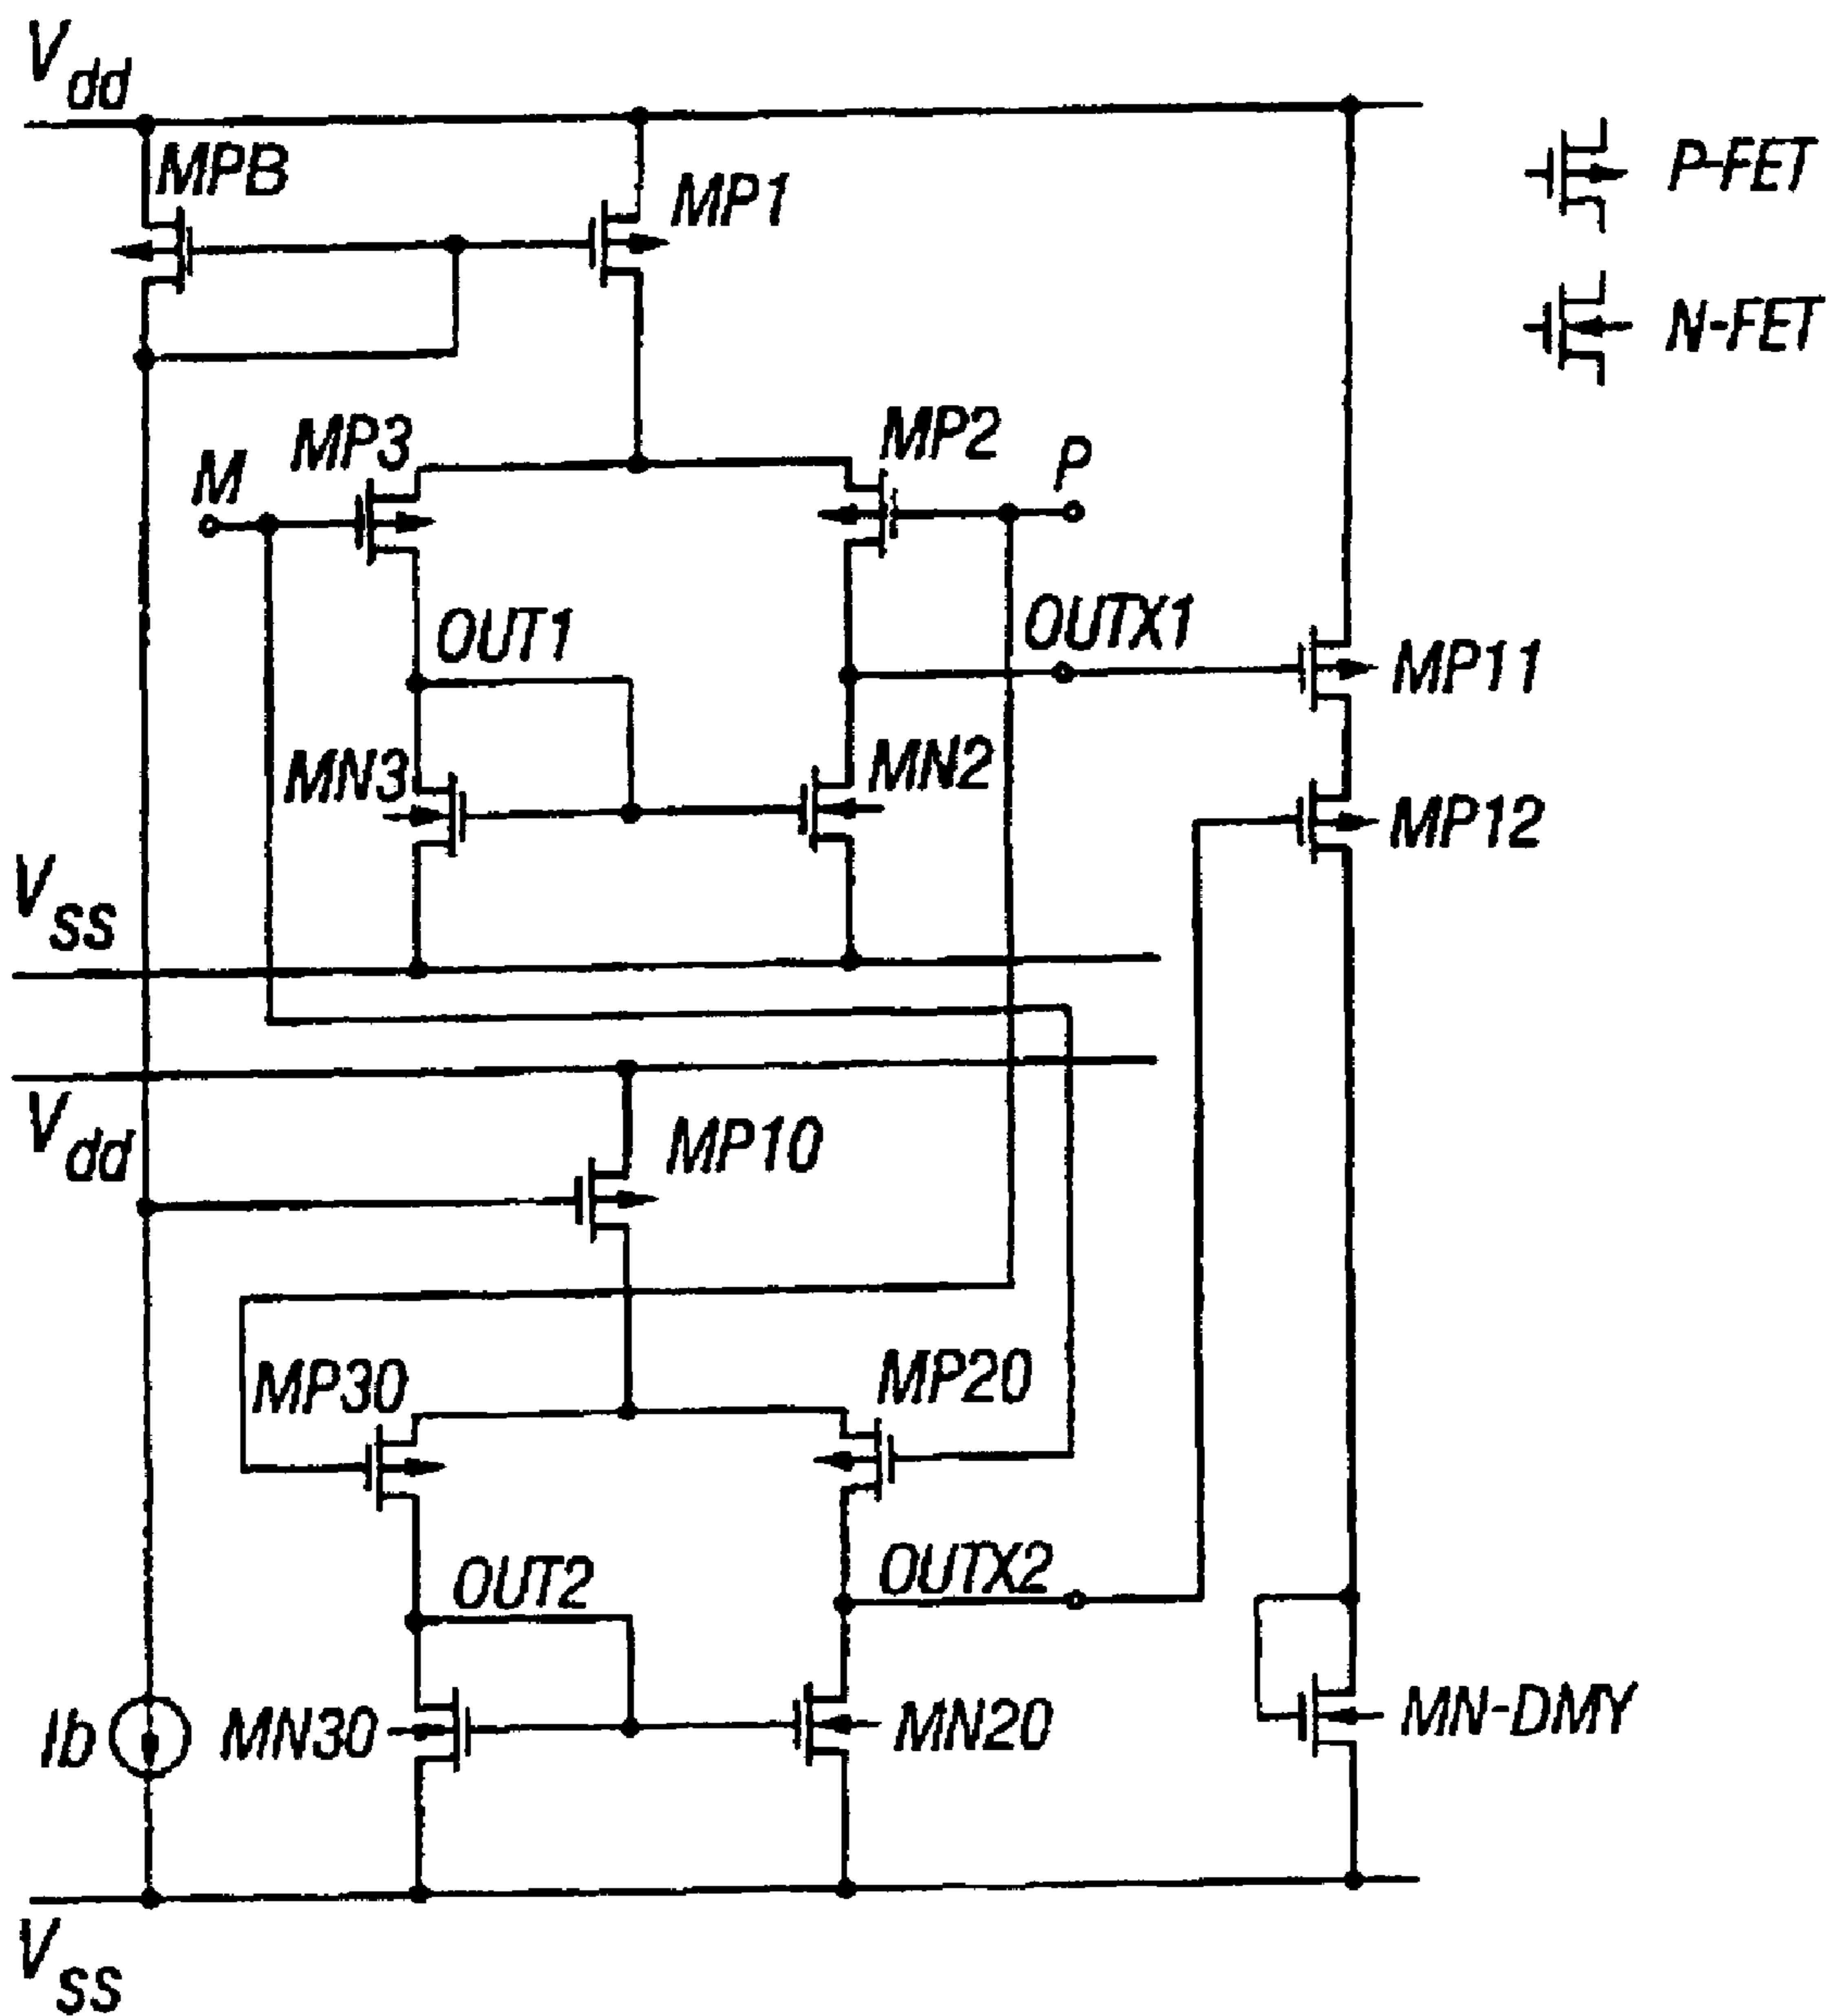 Vdd
MPB
MP1
P-FET
N-FET
MP3
MP2
M
P
OUT1
OUTX1
MP11
MN3
MN2
MP12
Vss
Vdd
MP10
MP30
MP20
OUT2
OUTX2
Ib
MN30
MN20
MN-DMY
Vss